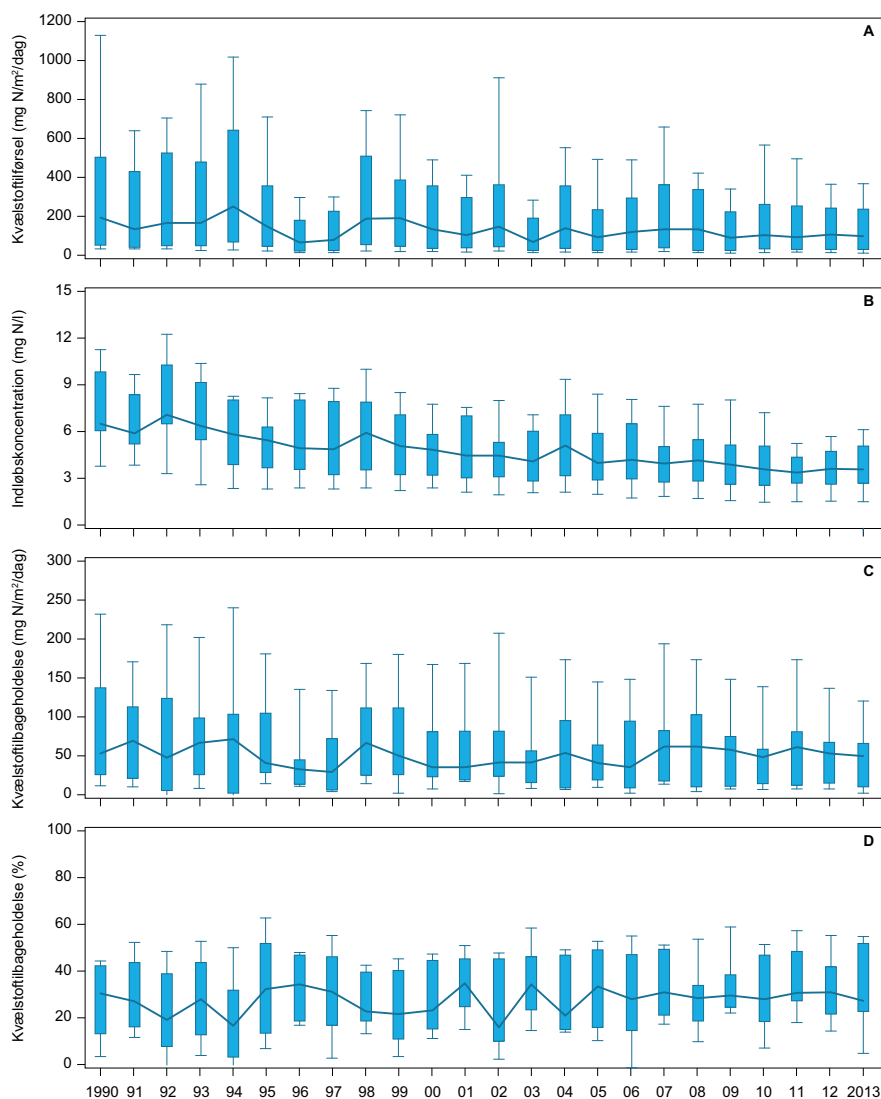 A
Kvælstoftilførsel (mg N/m²/dag)
1200
1000
800
600
400
200
0
B
Indløbskoncentration (mg N/l)
15
12
9
6
3
0
C
Kvælstoftilbageholdelse (mg N/m²/dag)
300
250
200
150
100
50
0
D
Kvælstoftilbageholdelse (%)
100
80
60
40
20
0
1990 91 92 93 94 95 96 97 98 99 00 01 02 03 04 05 06 07 08 09 10 11 12 2013